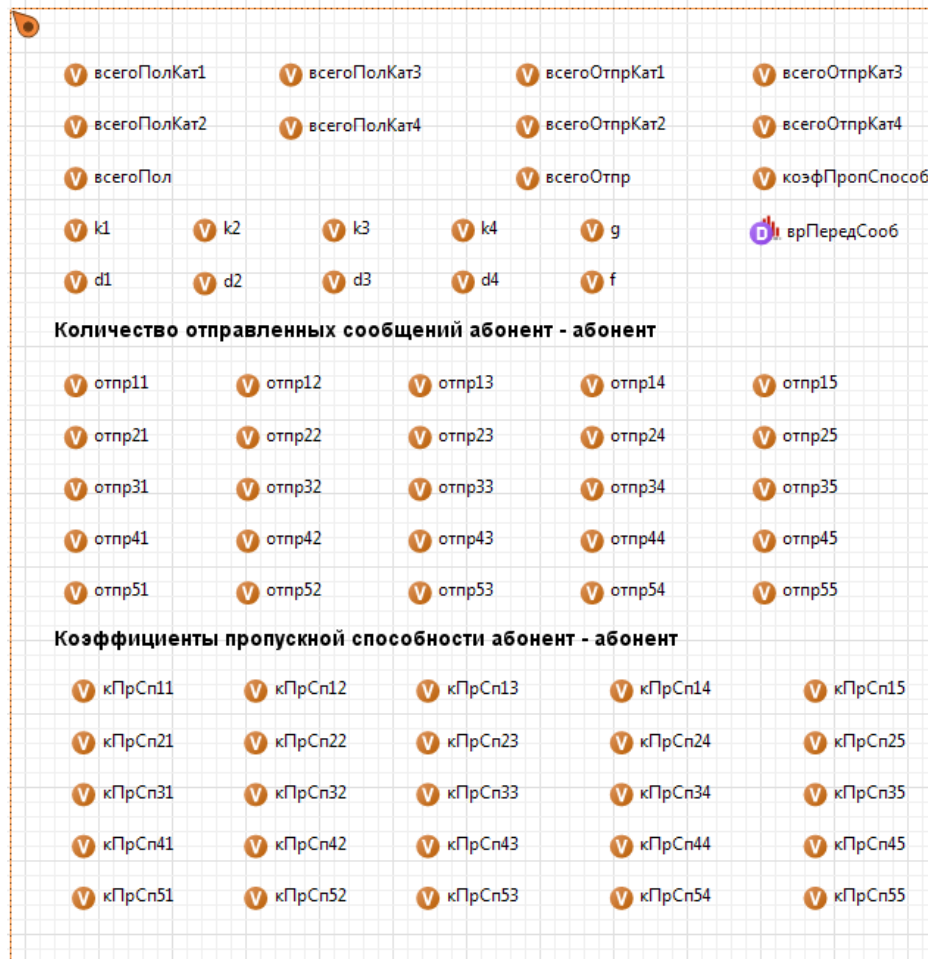 всегоПолКат1 всегоПолКат3 всегоОтпрКат1 всегоОтпрКат3
всегоПолКат2 всегоПолКат4 всегоОтпрКат2 всегоОтпрКат4
всегоПол всегоОтпр коэфПропСпособ
k1 k2 k3 k4 g врПередСооб
d1 d2 d3 d4 f
Количество отправленных сообщений абонент - абонент
отпр11 отпр12 отпр13 отпр14 отпр15
отпр21 отпр22 отпр23 отпр24 отпр25
отпр31 отпр32 отпр33 отпр34 отпр35
отпр41 отпр42 отпр43 отпр44 отпр45
отпр51 отпр52 отпр53 отпр54 отпр55
Коэффициенты пропускной способности абонент - абонент
кПрСп11 кПрСп12 кПрСп13 кПрСп14 кПрСп15
кПрСп21 кПрСп22 кПрСп23 кПрСп24 кПрСп25
кПрСп31 кПрСп32 кПрСп33 кПрСп34 кПрСп35
кПрСп41 кПрСп42 кПрСп43 кПрСп44 кПрСп45
кПрСп51 кПрСп52 кПрСп53 кПрСп54 кПрСп55